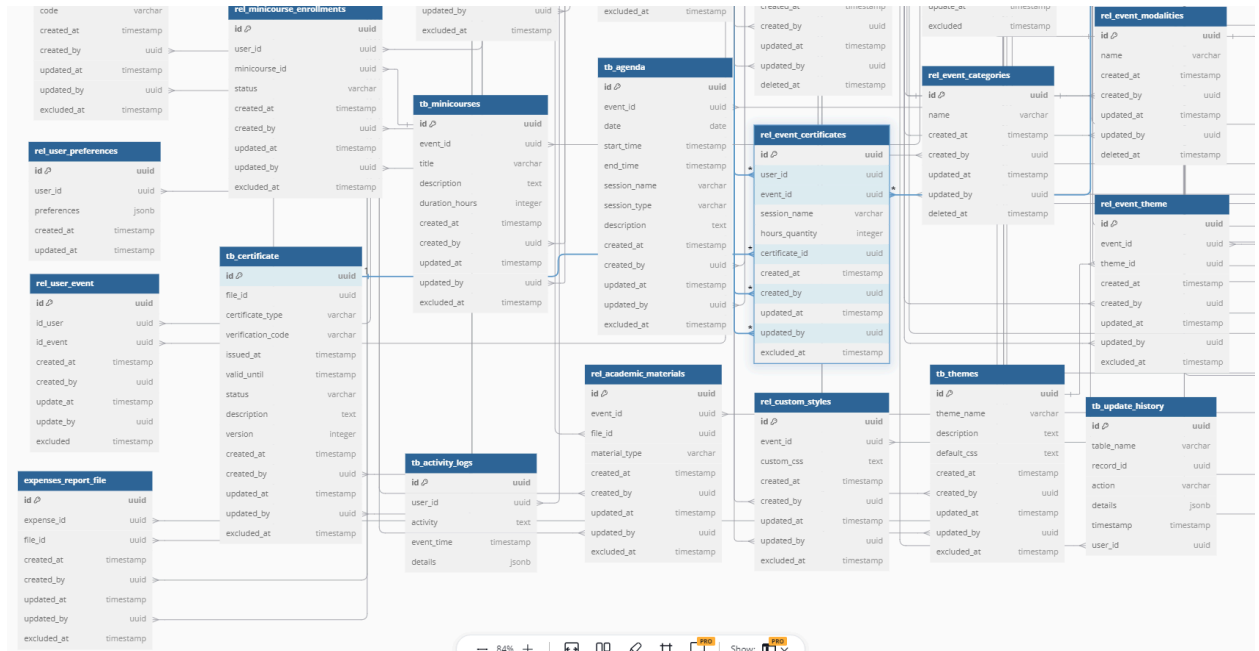 code varchar
created_at timestamp
created_by uuid
updated_at timestamp
updated_by uuid
excluded_at timestamp
rel_user_preferences
id uuid
user_id uuid
preferences jsonb
created_at timestamp
updated_at timestamp
rel_user_event
id uuid
id_user uuid
id_event uuid
created_at timestamp
created_by uuid
update_at timestamp
update_by uuid
excluded timestamp
expenses_report_file
id uuid
expense_id uuid
file_id uuid
created_at timestamp
created_by uuid
updated_at timestamp
updated_by uuid
excluded_at timestamp
rel_minicourse_enrollments
id uuid
user_id uuid
minicourse_id uuid
status varchar
created_at timestamp
created_by uuid
updated_at timestamp
updated_by uuid
excluded_at timestamp
tb_certificate
id uuid
file_id uuid
certificate_type varchar
verification_code varchar
issued_at timestamp
valid_until timestamp
status varchar
description text
version integer
created_at timestamp
created_by uuid
updated_at timestamp
updated_by uuid
excluded_at timestamp
updated_by uuid
excluded_at timestamp
tb_minicourses
id uuid
event_id uuid
title varchar
description text
duration_hours integer
created_at timestamp
created_by uuid
updated_at timestamp
updated_by uuid
excluded_at timestamp
tb_activity_logs
id uuid
user_id uuid
activity text
event_time timestamp
details jsonb
excluded_at timestamp
tb_agenda
id uuid
event_id uuid
date date
start_time timestamp
end_time timestamp
session_name varchar
session_type varchar
description text
created_at timestamp
created_by uuid
updated_at timestamp
updated_by uuid
excluded_at timestamp
rel_academic_materials
id uuid
event_id uuid
file_id uuid
material_type varchar
created_at timestamp
created_by uuid
updated_at timestamp
updated_by uuid
excluded_at timestamp
created_at timestamp
created_by uuid
updated_at timestamp
updated_by uuid
deleted_at timestamp
rel_event_certificates
id uuid
user_id uuid
event_id uuid
session_name varchar
hours_quantity integer
certificate_id uuid
created_at timestamp
created_by uuid
updated_at timestamp
updated_by uuid
excluded_at timestamp
rel_custom_styles
id uuid
event_id uuid
custom_css text
created_at timestamp
created_by uuid
updated_at timestamp
updated_by uuid
excluded_at timestamp
update_at timestamp
update_by uuid
excluded timestamp
rel_event_categories
id uuid
name varchar
created_at timestamp
created_by uuid
updated_at timestamp
updated_by uuid
deleted_at timestamp
tb_themes
id uuid
theme_name varchar
description text
default_css text
created_at timestamp
created_by uuid
updated_at timestamp
updated_by uuid
excluded_at timestamp
rel_event_modalities
id uuid
name varchar
created_at timestamp
created_by uuid
updated_at timestamp
updated_by uuid
deleted_at timestamp
rel_event_theme
id uuid
event_id uuid
theme_id uuid
created_at timestamp
created_by uuid
updated_at timestamp
updated_by uuid
excluded_at timestamp
tb_update_history
id uuid
table_name varchar
record_id uuid
action varchar
details jsonb
timestamp timestamp
user_id uuid
84%
PRO
Show:
PRO